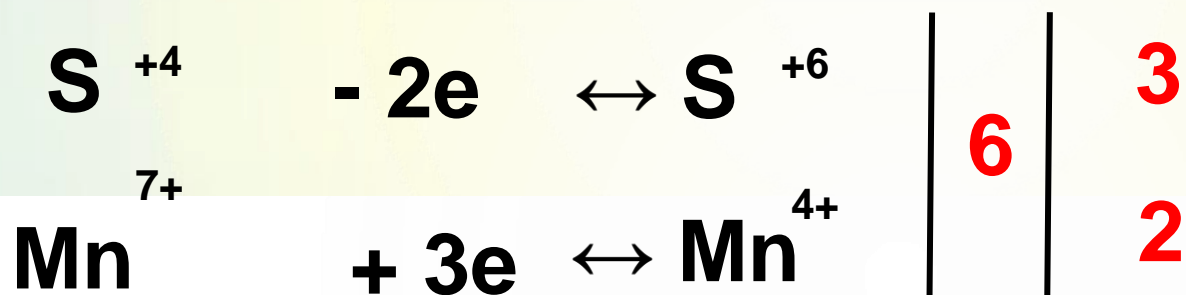 S +4 - 2e ↔ S +6 3
6
Mn 7+ + 3e ↔ Mn 4+ 2